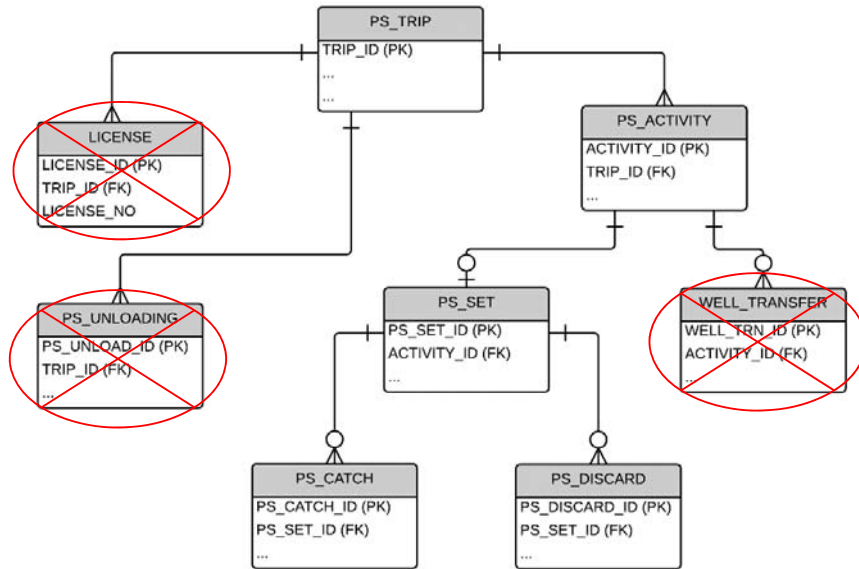 PS_TRIP
TRIP_ID (PK)
...
...
LICENSE
LICENSE_ID (PK)
TRIP_ID (FK)
LICENSE_NO
PS_ACTIVITY
ACTIVITY_ID (PK)
TRIP_ID (FK)
...
PS_UNLOADING
PS_UNLOAD_ID (PK)
TRIP_ID (FK)
...
PS_SET
PS_SET_ID (PK)
ACTIVITY_ID (FK)
...
WELL_TRANSFER
WELL_TRN_ID (PK)
ACTIVITY_ID (FK)
...
PS_CATCH
PS_CATCH_ID (PK)
PS_SET_ID (FK)
...
PS_DISCARD
PS_DISCARD_ID (PK)
PS_SET_ID (FK)
...